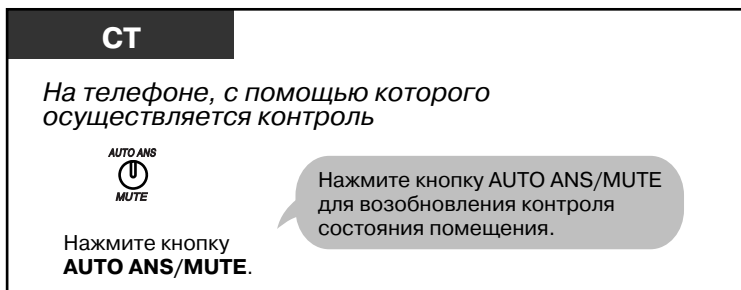 СТ
На телефоне, с помощью которого
осуществляется контроль
AUTO ANS
MUTE
Нажмите кнопку AUTO ANS/MUTE
для возобновления контроля
состояния помещения.
Нажмите кнопку
AUTO ANS/MUTE.